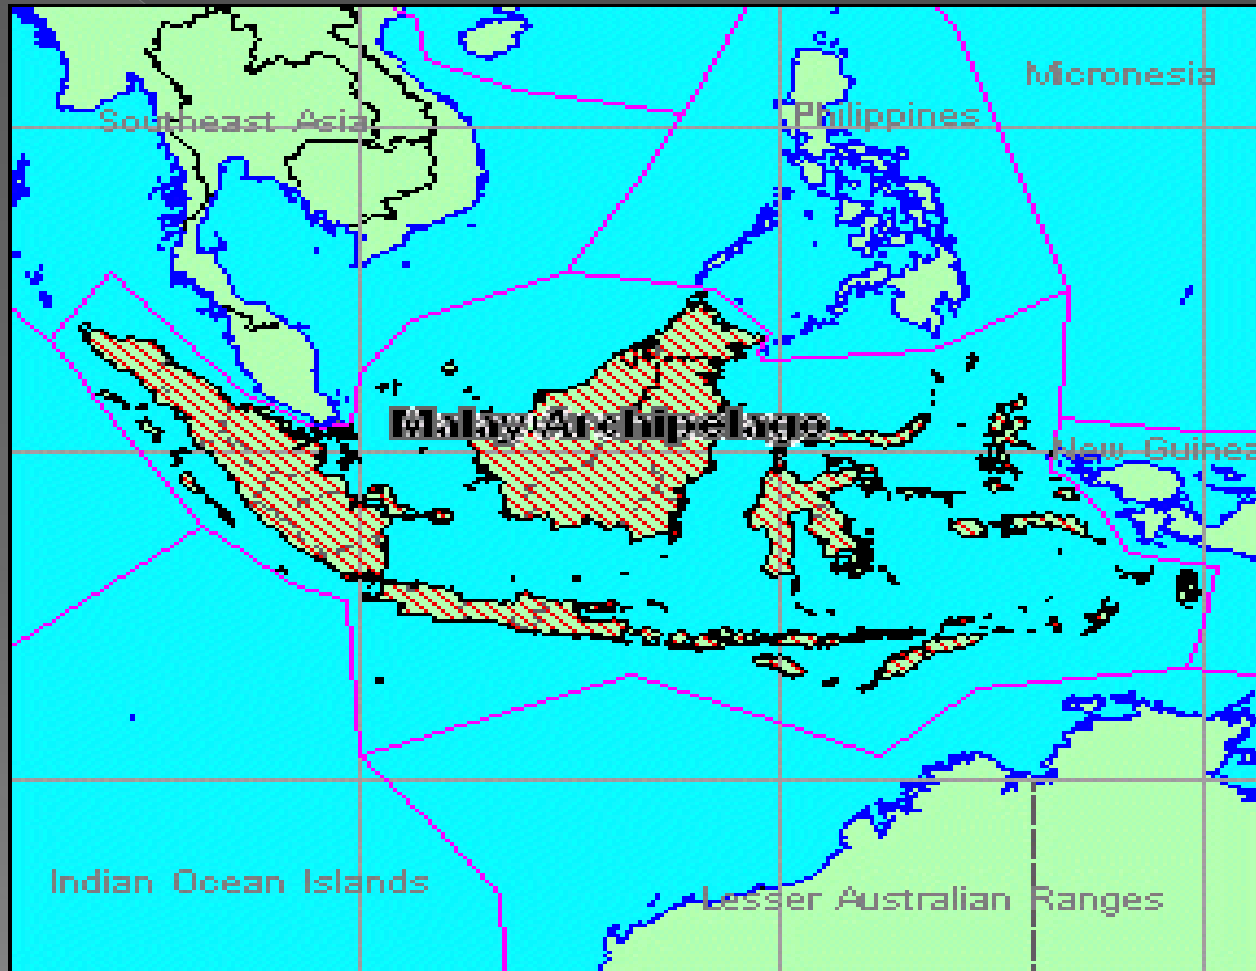 Micronesia
Southeast Asia
Philippines
Malay Archipelago
New Guinea
Indian Ocean Islands
Lesser Australian Ranges